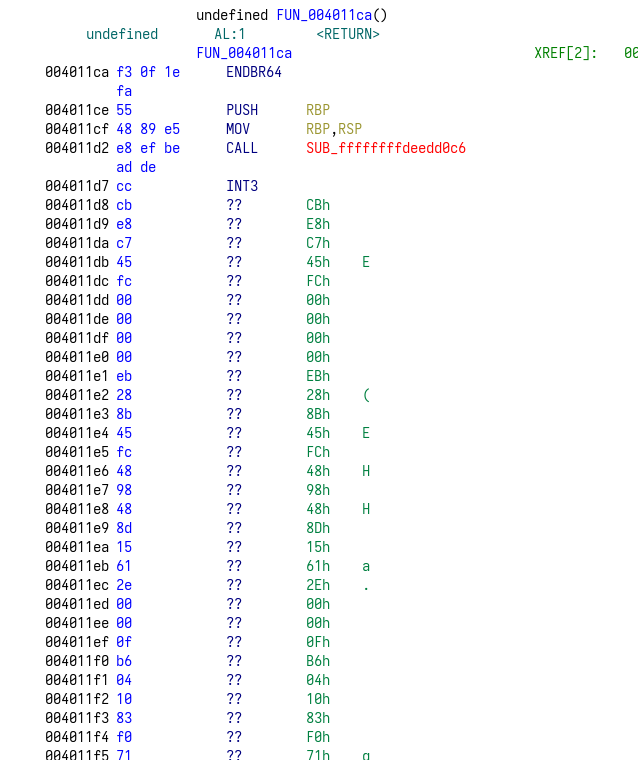 undefined FUN_004011ca()
undefined AL:1 <RETURN>
FUN_004011ca XREF[2]: 00
004011ca f3 0f 1e ENDBR64
fa
004011ce 55 PUSH RBP
004011cf 48 89 e5 MOV RBP,RSP
004011d2 e8 ef be CALL SUB_ffffffffdeedd0c6
ad de
004011d7 cc INT3
004011d8 cb ?? CBh
004011d9 e8 ?? E8h
004011da c7 ?? C7h
004011db 45 ?? 45h E
004011dc fc ?? FCh
004011dd 00 ?? 00h
004011de 00 ?? 00h
004011df 00 ?? 00h
004011e0 00 ?? 00h
004011e1 eb ?? EBh
004011e2 28 ?? 28h (
004011e3 8b ?? 8Bh
004011e4 45 ?? 45h E
004011e5 fc ?? FCh
004011e6 48 ?? 48h H
004011e7 98 ?? 98h
004011e8 48 ?? 48h H
004011e9 8d ?? 8Dh
004011ea 15 ?? 15h
004011eb 61 ?? 61h a
004011ec 2e ?? 2Eh .
004011ed 00 ?? 00h
004011ee 00 ?? 00h
004011ef 0f ?? 0Fh
004011f0 b6 ?? B6h
004011f1 04 ?? 04h
004011f2 10 ?? 10h
004011f3 83 ?? 83h
004011f4 f0 ?? F0h
004011f5 71 ?? 71h q